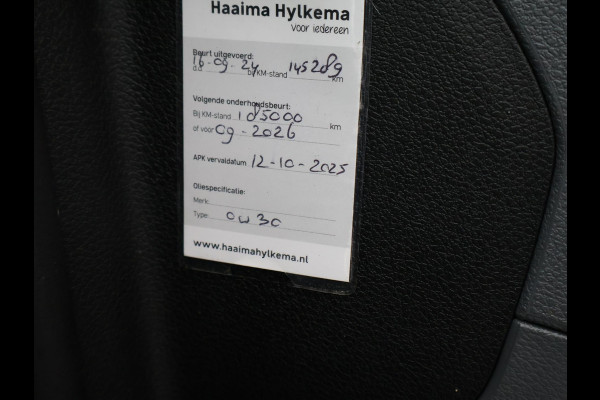 Haaima Hylkema
Voor iedereen
Beurt uitgevoerd:
d.d. 16-09-24 bij KM-stand 145289 km
Volgende onderhoudsbeurt:
Bij KM-stand 185000 km
of voor 09-2026
APK vervaldatum 12-10-2025
Oliespecificatie:
Merk:
Type: 0W30
www.haaimahylkema.nl